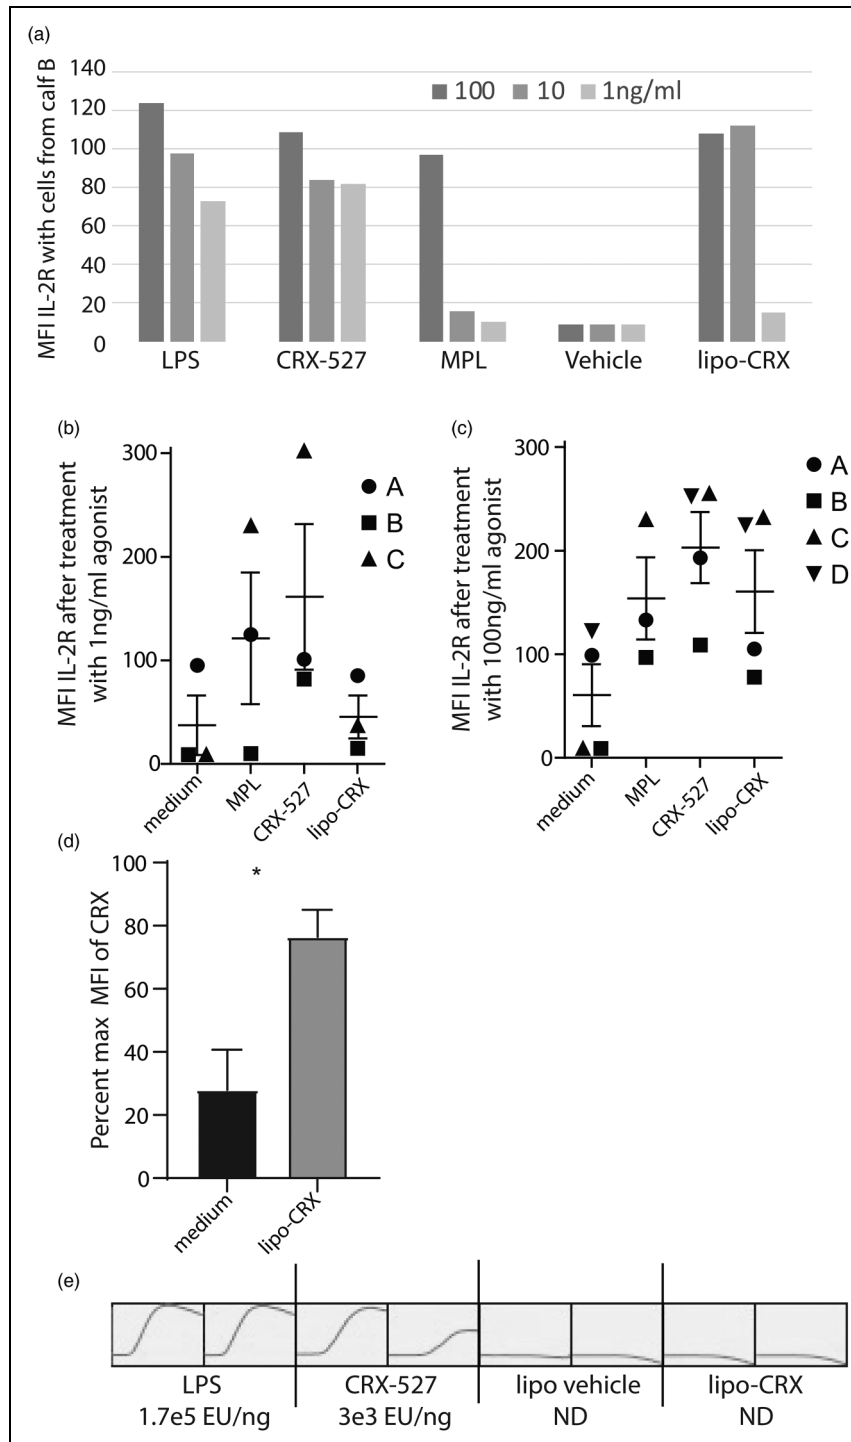 (a)
MFI IL-2R with cells from calf B
140
120
100
80
60
40
20
0
100 10 1ng/ml
LPS CRX-527 MPL Vehicle lipo-CRX
(b)
MFI IL-2R after treatment
with 1ng/ml agonist
300
200
100
0
A
B
C
medium MPL CRX-527 lipo-CRX
(c)
MFI IL-2R after treatment
with 100ng/ml agonist
300
200
100
0
A
B
C
D
medium MPL CRX-527 lipo-CRX
(d)
Percent max MFI of CRX
100
80
60
40
20
0
*
medium lipo-CRX
(e)
LPS CRX-527 lipo vehicle lipo-CRX
1.7e5 EU/ng 3e3 EU/ng ND ND